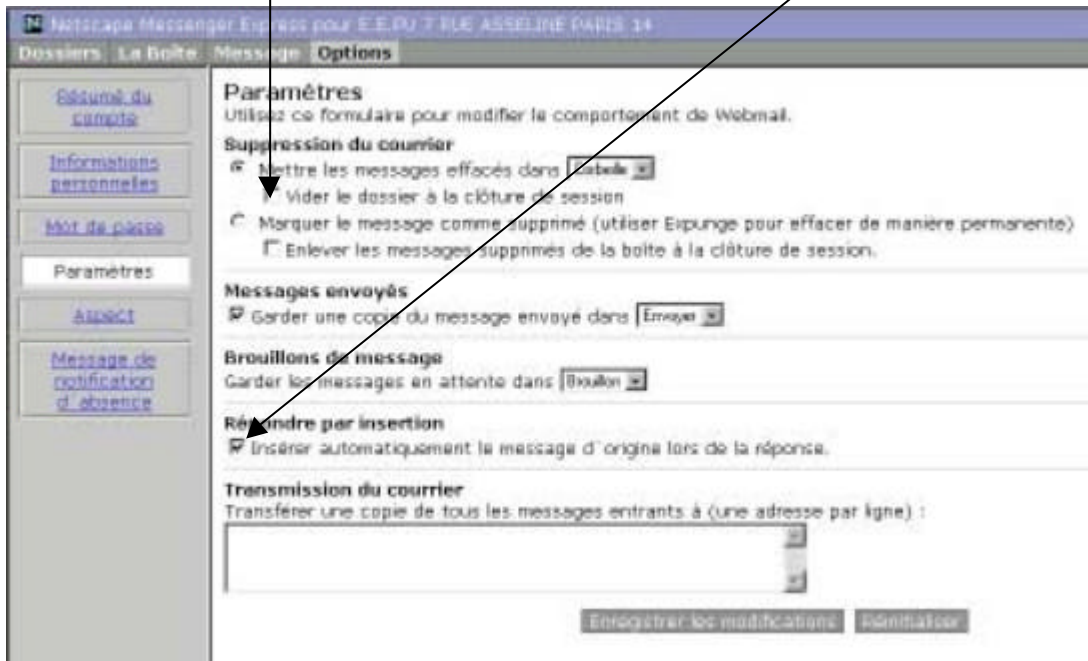 Netscape Messenger Express pour E.E.PU 7 RUE ASSELINE PARIS 14
Dossiers La Boîte Message Options
Résumé du
compte
Informations
personnelles
Mot de passe
Paramètres
Aspect
Message de
notification
d`absence
Paramètres
Utilisez ce formulaire pour modifier le comportement de Webmail.
Suppression du courrier
Mettre les messages effacés dans Corbeille
Vider le dossier à la clôture de session
Marquer le message comme supprimé (utiliser Expunge pour effacer de manière permanente)
Enlever les messages supprimés de la boîte à la clôture de session.
Messages envoyés
Garder une copie du message envoyé dans Envoyer
Brouillons de message
Garder les messages en attente dans Brouillon
Répondre par insertion
Insérer automatiquement le message d`origine lors de la réponse.
Transmission du courrier
Transférer une copie de tous les messages entrants à (une adresse par ligne) :
Enregistrer les modifications Réinitialiser